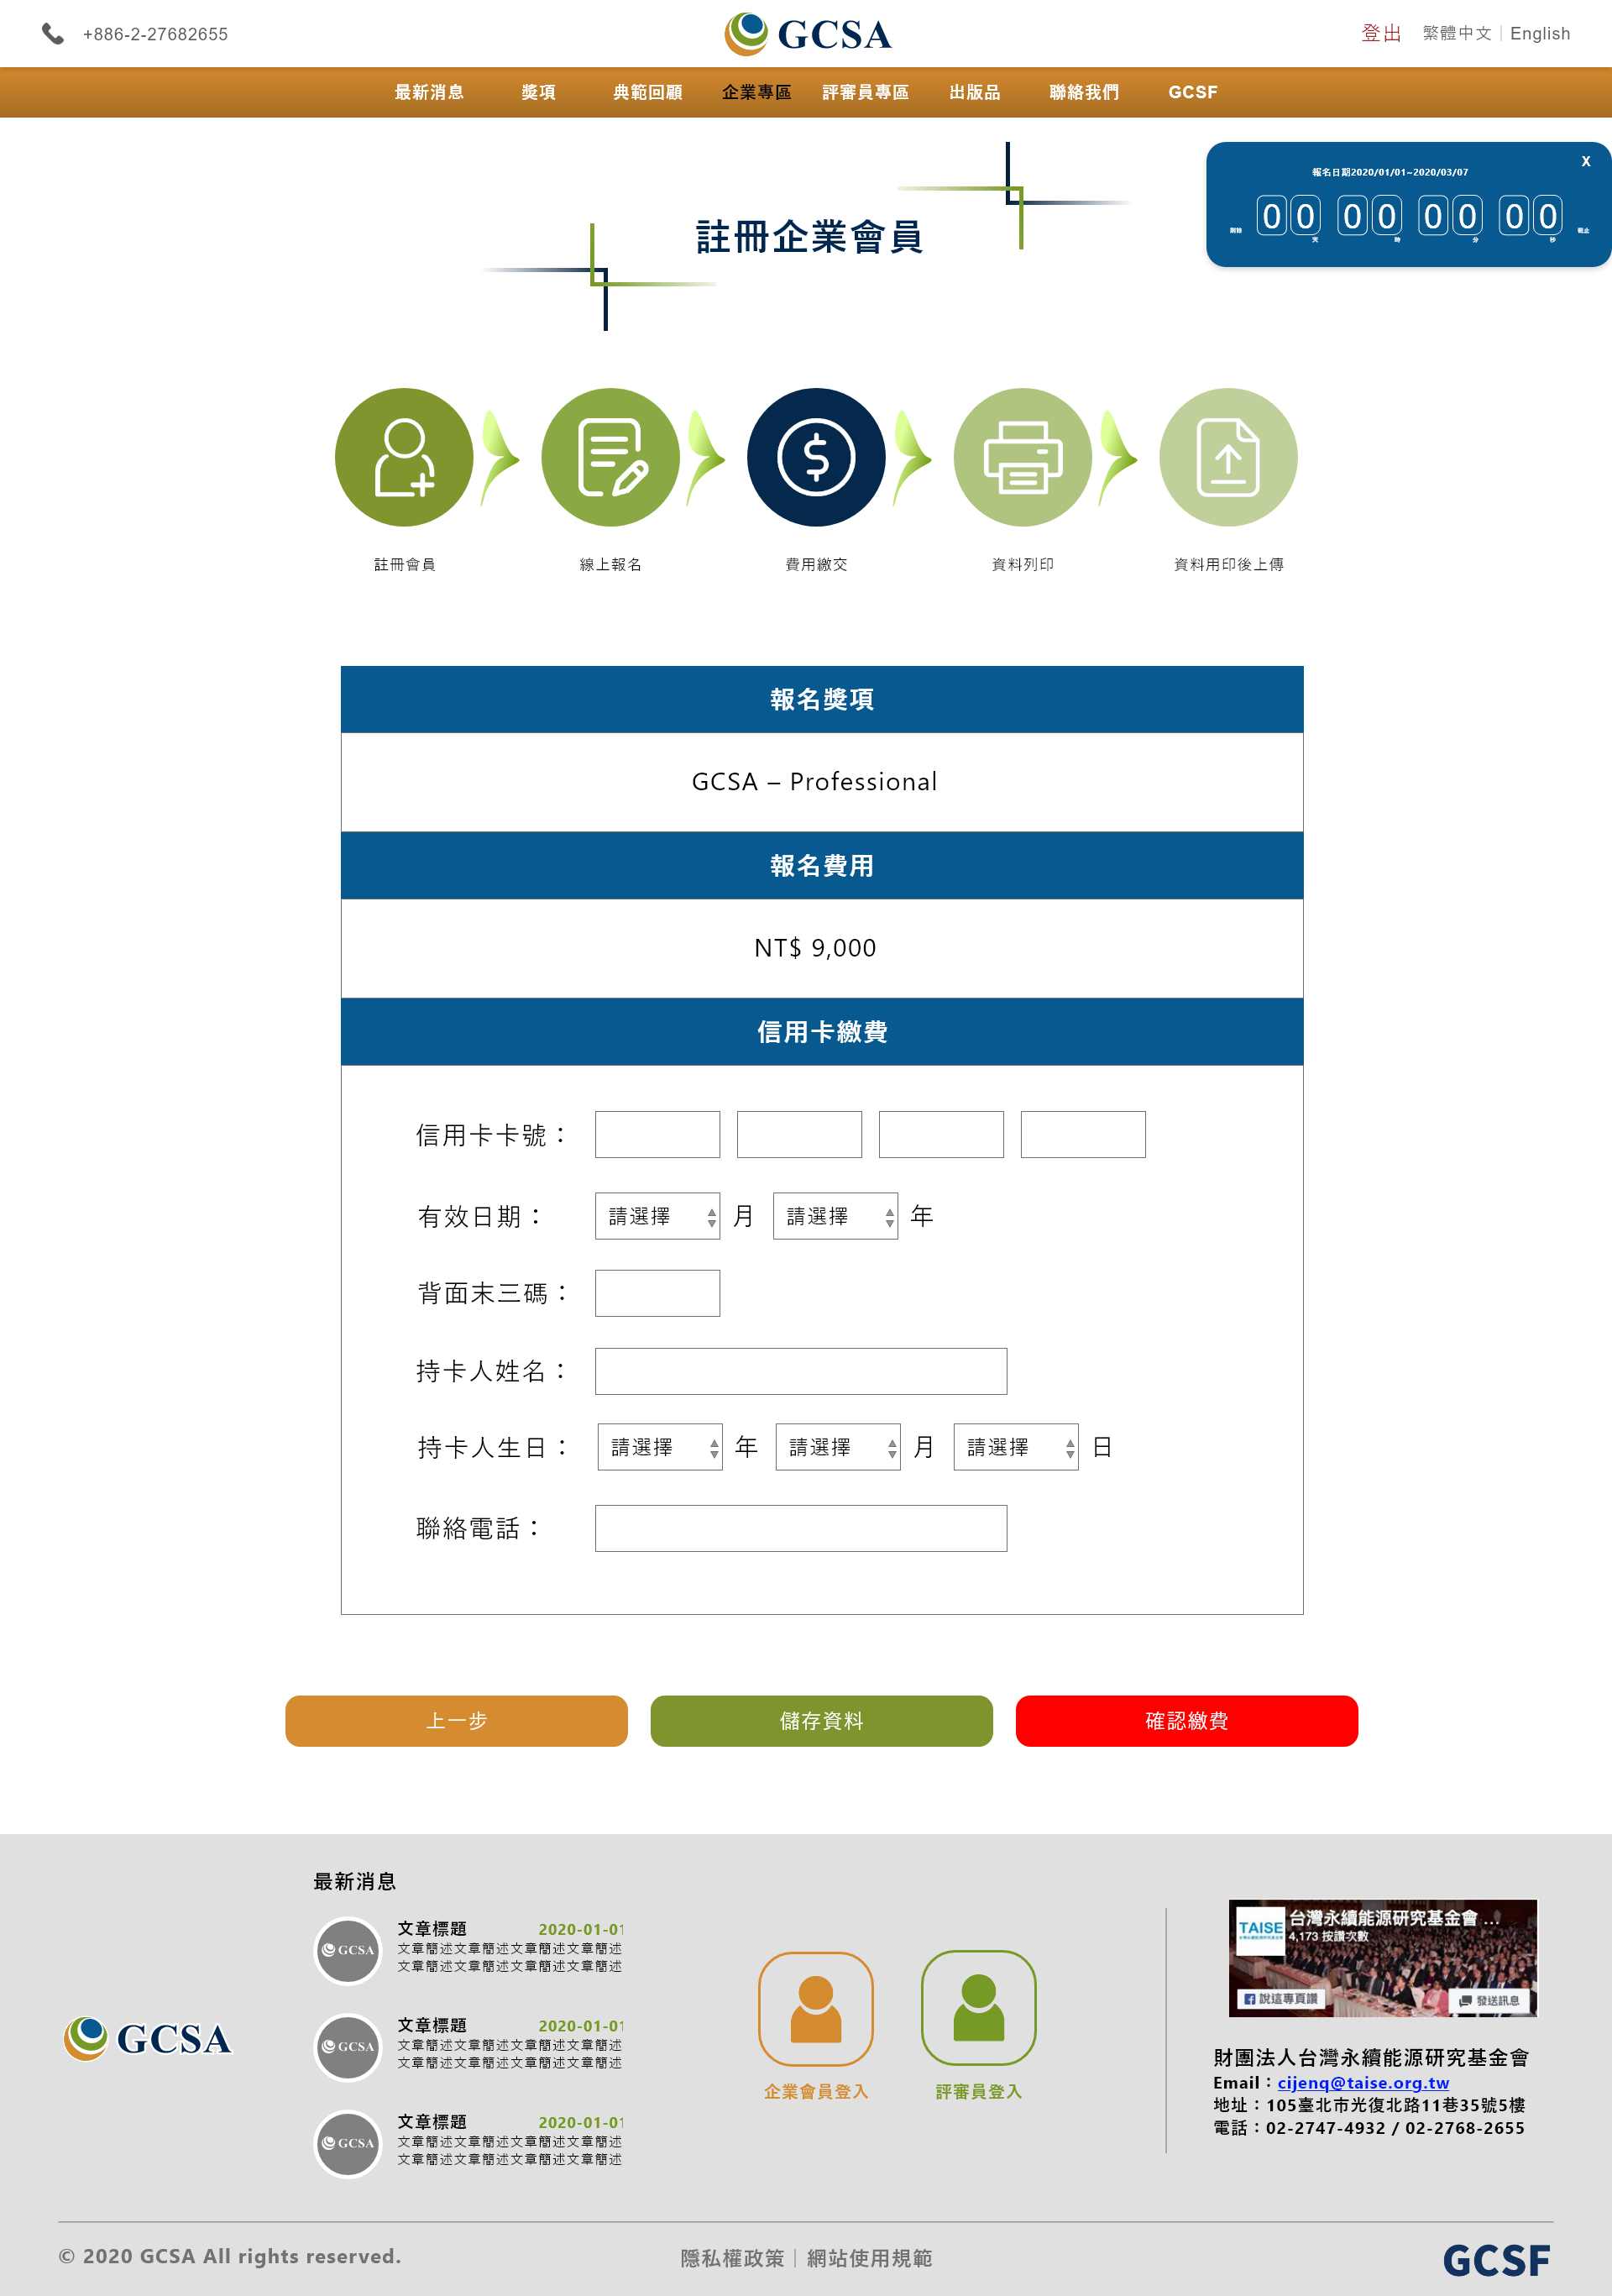 +886-2-27682655
GCSA
登出 繁體中文｜English
最新消息 獎項 典範回顧 企業專區 評審員專區 出版品 聯絡我們 GCSF
X
報名日期2020/01/01~2020/03/07
剩餘 00 天 00 時 00 分 00 秒 截止
註冊企業會員
註冊會員 線上報名 費用繳交 資料列印 資料用印後上傳
報名獎項
GCSA – Professional
報名費用
NT$ 9,000
信用卡繳費
信用卡卡號：
有效日期： 請選擇 月 請選擇 年
背面末三碼：
持卡人姓名：
持卡人生日： 請選擇 年 請選擇 月 請選擇 日
聯絡電話：
上一步 儲存資料 確認繳費
最新消息
GCSA
文章標題 2020-01-01
文章簡述文章簡述文章簡述文章簡述
文章簡述文章簡述文章簡述文章簡述
GCSA
文章標題 2020-01-01
文章簡述文章簡述文章簡述文章簡述
文章簡述文章簡述文章簡述文章簡述
GCSA
文章標題 2020-01-01
文章簡述文章簡述文章簡述文章簡述
文章簡述文章簡述文章簡述文章簡述
GCSA
企業會員登入 評審員登入
TAISE
台灣永續能源研究基金會 ...
4,173 按讚次數
說這專頁讚 發送訊息
財團法人台灣永續能源研究基金會
Email：cijenq@taise.org.tw
地址：105臺北市光復北路11巷35號5樓
電話：02-2747-4932 / 02-2768-2655
© 2020 GCSA All rights reserved.
隱私權政策｜網站使用規範
GCSF